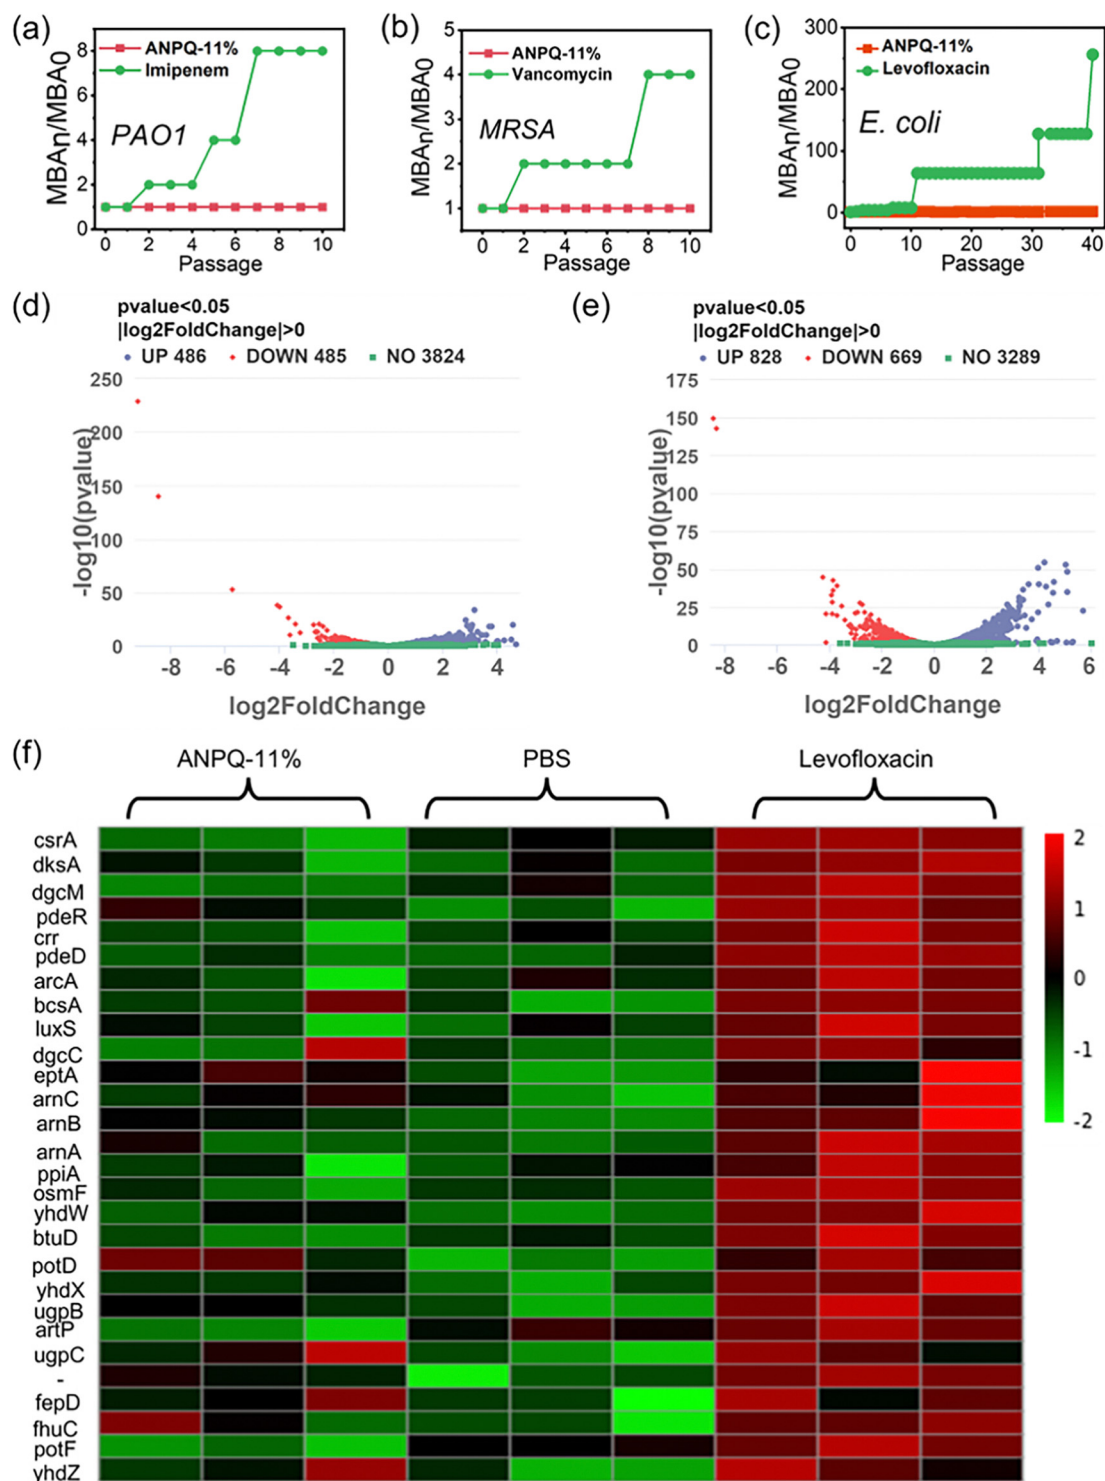 (a)
ANPQ-11%
Imipenem
PAO1
MBAn/MBA0
0
2
4
6
8
0 2 4 6 8 10
Passage
(b)
ANPQ-11%
Vancomycin
MRSA
MBAn/MBA0
1
2
3
4
5
0 2 4 6 8 10
Passage
(c)
ANPQ-11%
Levofloxacin
E. coli
MBAn/MBA0
0
100
200
300
0 10 20 30 40
Passage
(d)
pvalue<0.05
|log2FoldChange|>0
UP 486 DOWN 485 NO 3824
-log10(pvalue)
250
200
150
100
50
0
-8 -6 -4 -2 0 2 4
log2FoldChange
(e)
pvalue<0.05
|log2FoldChange|>0
UP 828 DOWN 669 NO 3289
-log10(pvalue)
175
150
125
100
75
50
25
0
-8 -6 -4 -2 0 2 4 6
log2FoldChange
(f)
ANPQ-11% PBS Levofloxacin
csrA
dksA
dgcM
pdeR
crr
pdeD
arcA
bcsA
luxS
dgcC
eptA
arnC
arnB
arnA
ppiA
osmF
yhdW
btuD
potD
yhdX
ugpB
artP
ugpC
-
fepD
fhuC
potF
yhdZ
2
1
0
-1
-2